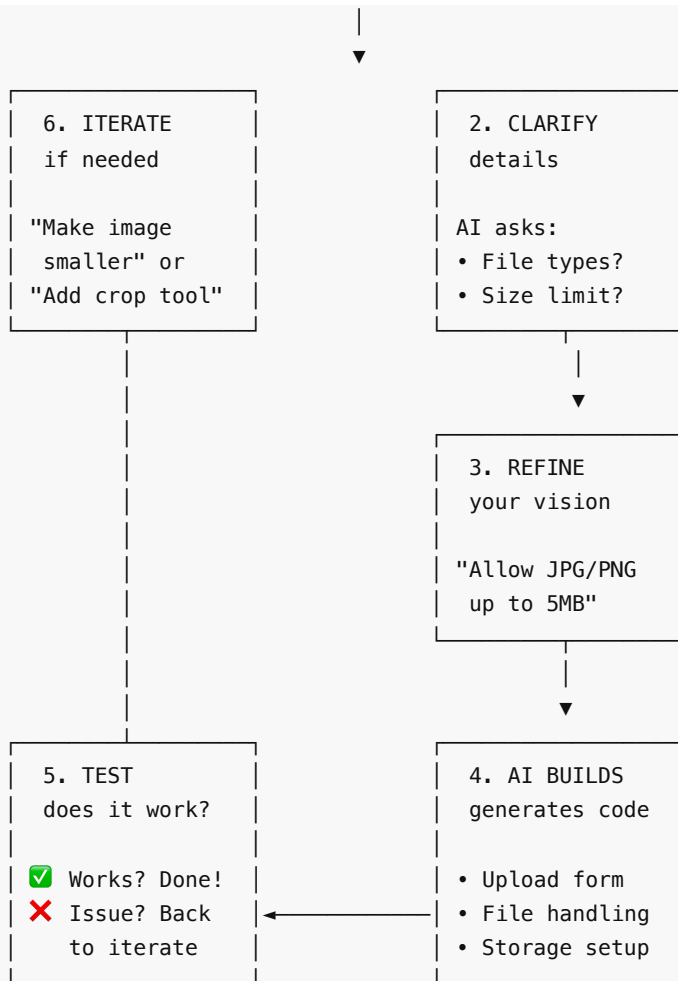 6. ITERATE
if needed
"Make image
smaller" or
"Add crop tool"
2. CLARIFY
details
AI asks:
• File types?
• Size limit?
3. REFINE
your vision
"Allow JPG/PNG
up to 5MB"
4. AI BUILDS
generates code
• Upload form
• File handling
• Storage setup
5. TEST
does it work?
✅ Works? Done!
❌ Issue? Back
to iterate